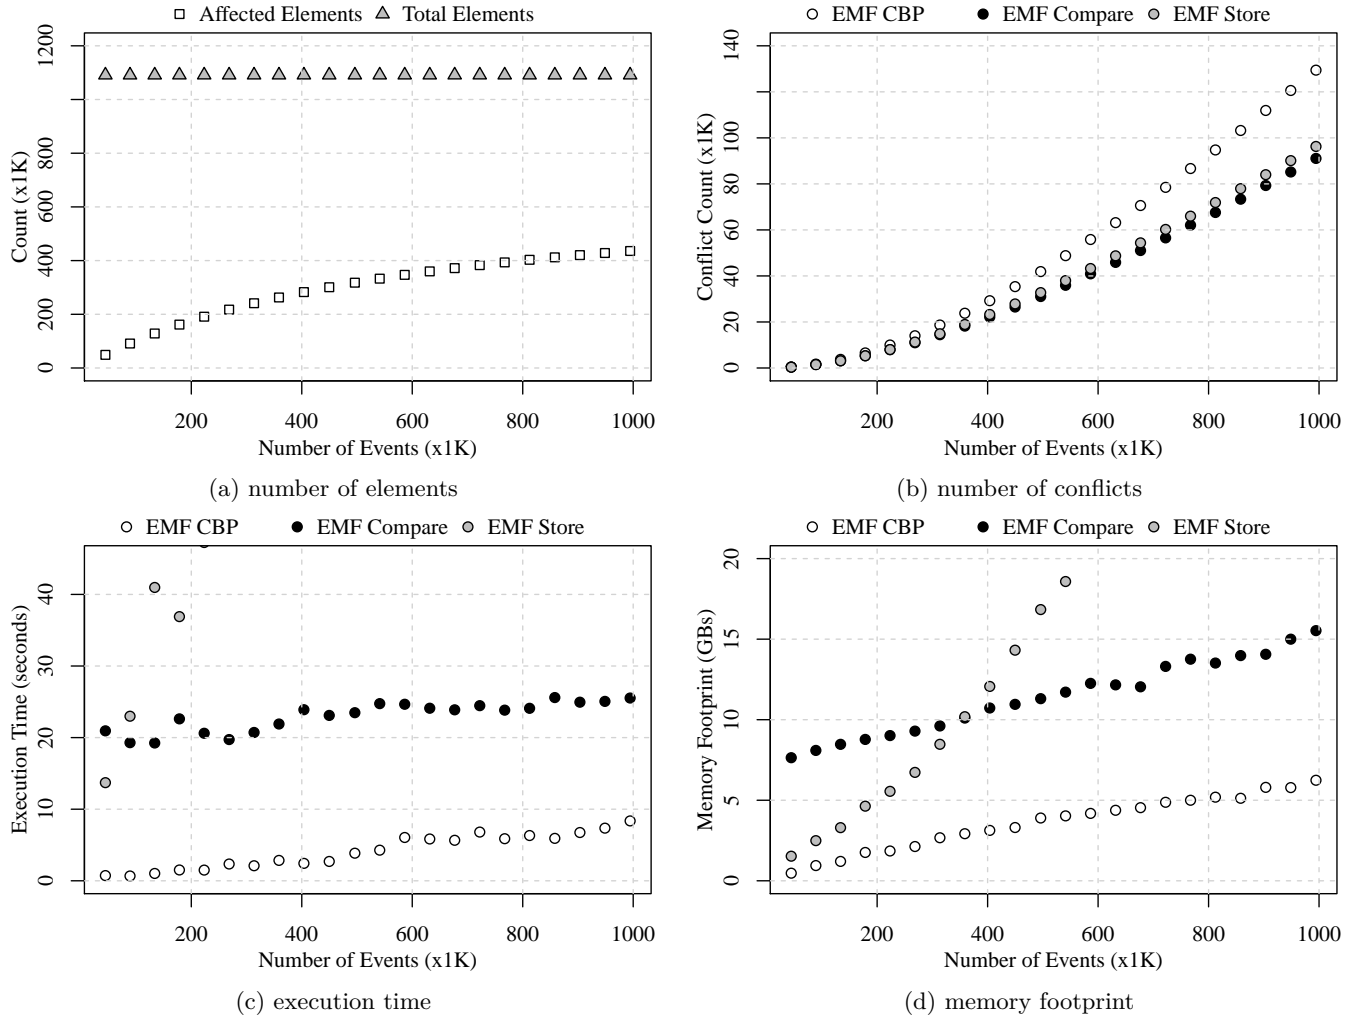 Affected Elements Total Elements
Count (x1K)
0 200 400 600 800 1200
200 400 600 800 1000
Number of Events (x1K)
(a) number of elements
EMF CBP EMF Compare EMF Store
Conflict Count (x1K)
0 20 40 60 80 100 140
200 400 600 800 1000
Number of Events (x1K)
(b) number of conflicts
EMF CBP EMF Compare EMF Store
Execution Time (seconds)
0 10 20 30 40
200 400 600 800 1000
Number of Events (x1K)
(c) execution time
EMF CBP EMF Compare EMF Store
Memory Footprint (GBs)
0 5 10 15 20
200 400 600 800 1000
Number of Events (x1K)
(d) memory footprint